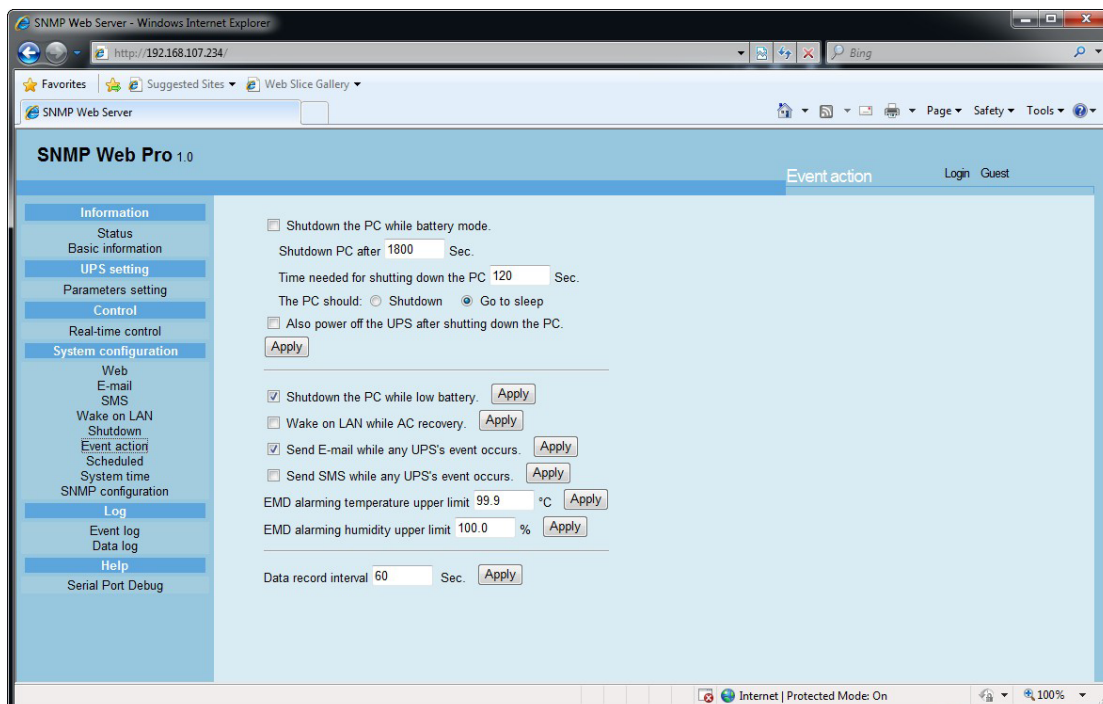 SNMP Web Server - Windows Internet Explorer
http://192.168.107.234/
Bing
Favorites
Suggested Sites
Web Slice Gallery
SNMP Web Server
Page
Safety
Tools
SNMP Web Pro 1.0
Event action
Login Guest
Information
Status
Basic information
UPS setting
Parameters setting
Control
Real-time control
System configuration
Web
E-mail
SMS
Wake on LAN
Shutdown
Event action
Scheduled
System time
SNMP configuration
Log
Event log
Data log
Help
Serial Port Debug
Shutdown the PC while battery mode.
Shutdown PC after 1800 Sec.
Time needed for shutting down the PC 120 Sec.
The PC should: Shutdown Go to sleep
Also power off the UPS after shutting down the PC.
Apply
Shutdown the PC while low battery. Apply
Wake on LAN while AC recovery. Apply
Send E-mail while any UPS's event occurs. Apply
Send SMS while any UPS's event occurs. Apply
EMD alarming temperature upper limit 99.9 °C Apply
EMD alarming humidity upper limit 100.0 % Apply
Data record interval 60 Sec. Apply
Internet | Protected Mode: On
100%